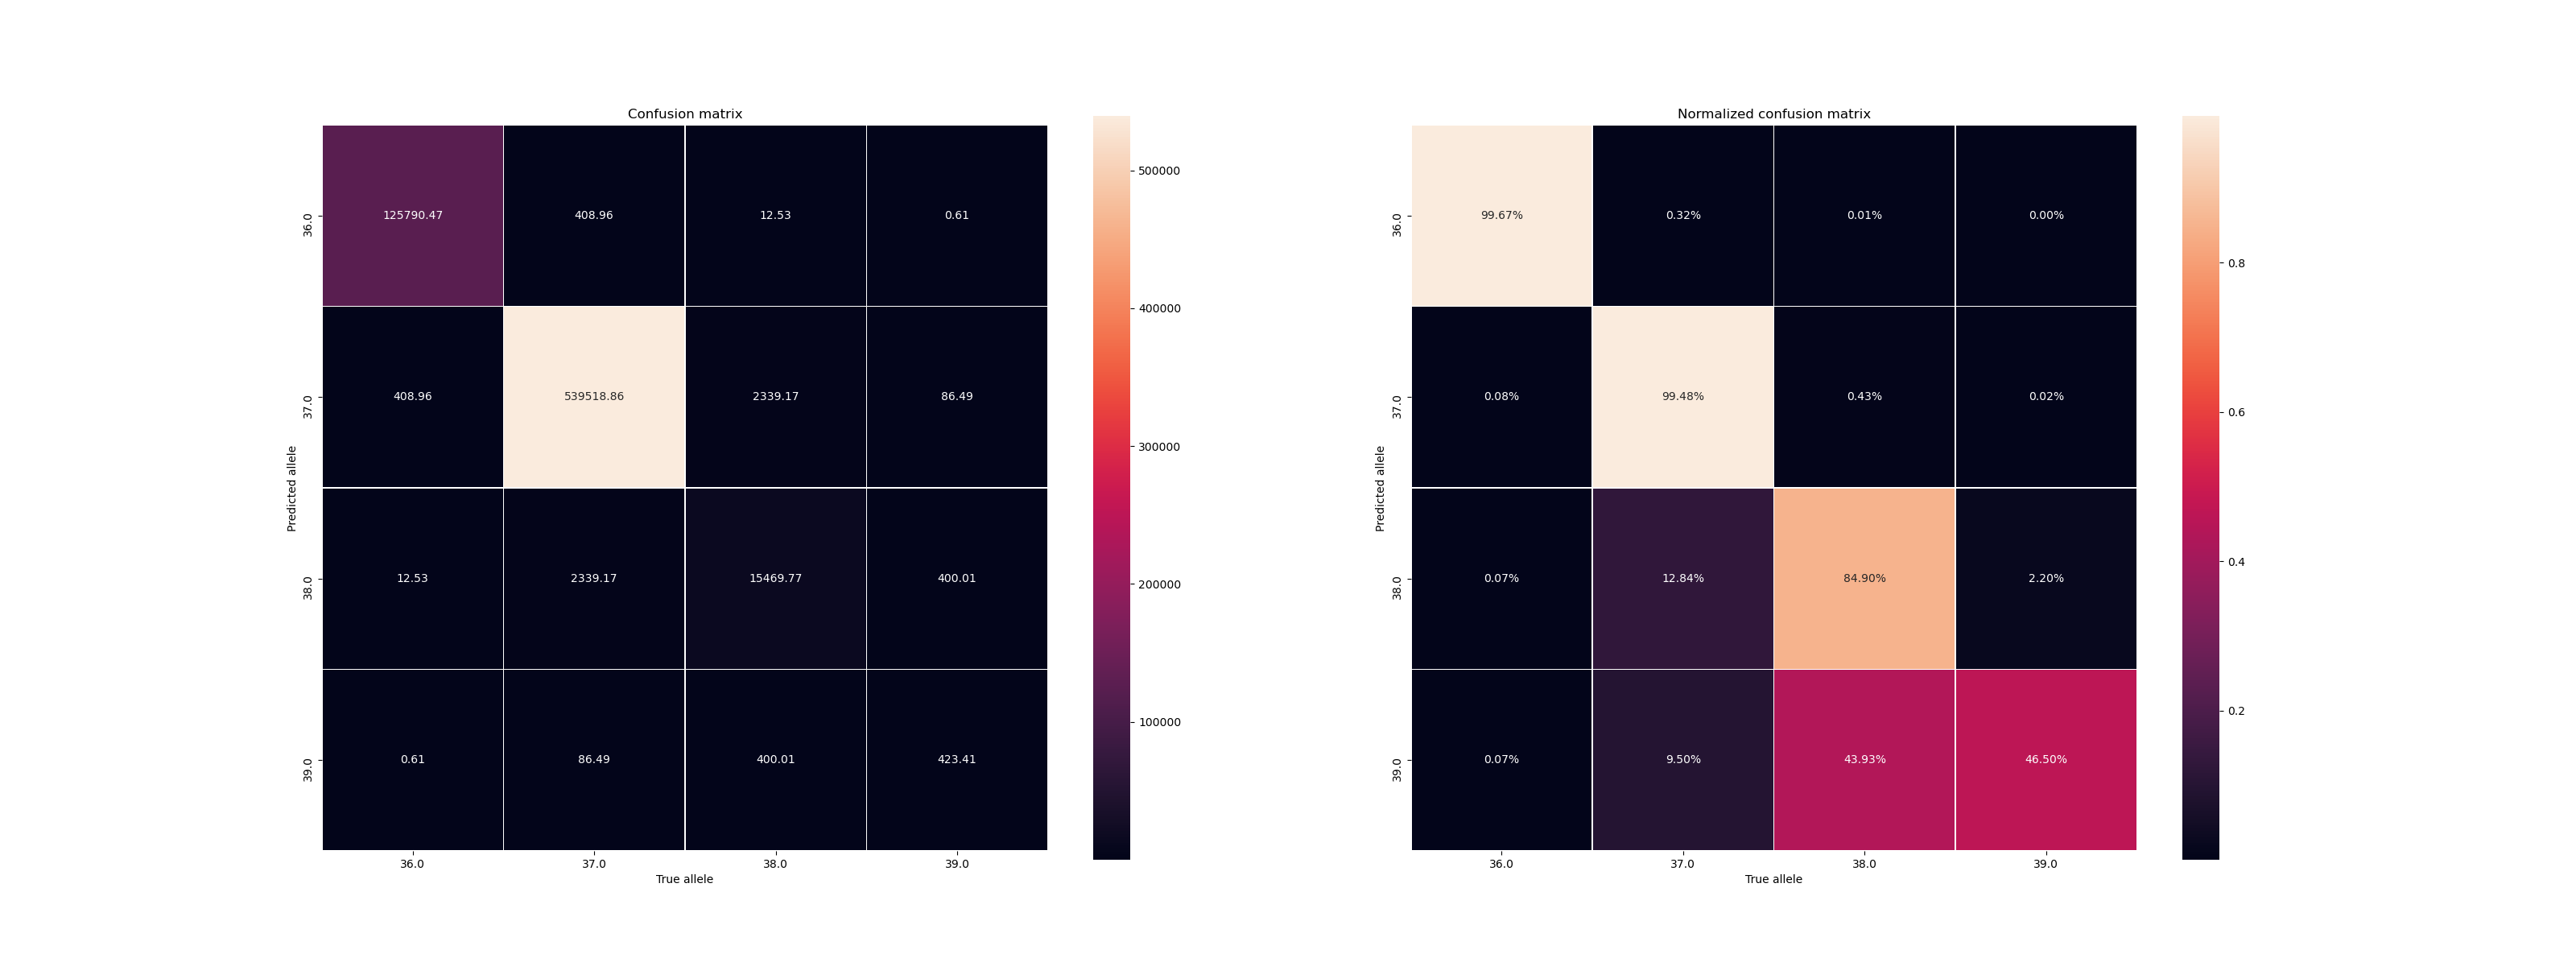 Confusion matrix
36.0 125790.47 408.96 12.53 0.61
37.0 408.96 539518.86 2339.17 86.49
38.0 12.53 2339.17 15469.77 400.01
39.0 0.61 86.49 400.01 423.41
36.0 37.0 38.0 39.0
True allele
Predicted allele
500000
400000
300000
200000
100000
Normalized confusion matrix
36.0 99.67% 0.32% 0.01% 0.00%
37.0 0.08% 99.48% 0.43% 0.02%
38.0 0.07% 12.84% 84.90% 2.20%
39.0 0.07% 9.50% 43.93% 46.50%
36.0 37.0 38.0 39.0
True allele
Predicted allele
0.8
0.6
0.4
0.2